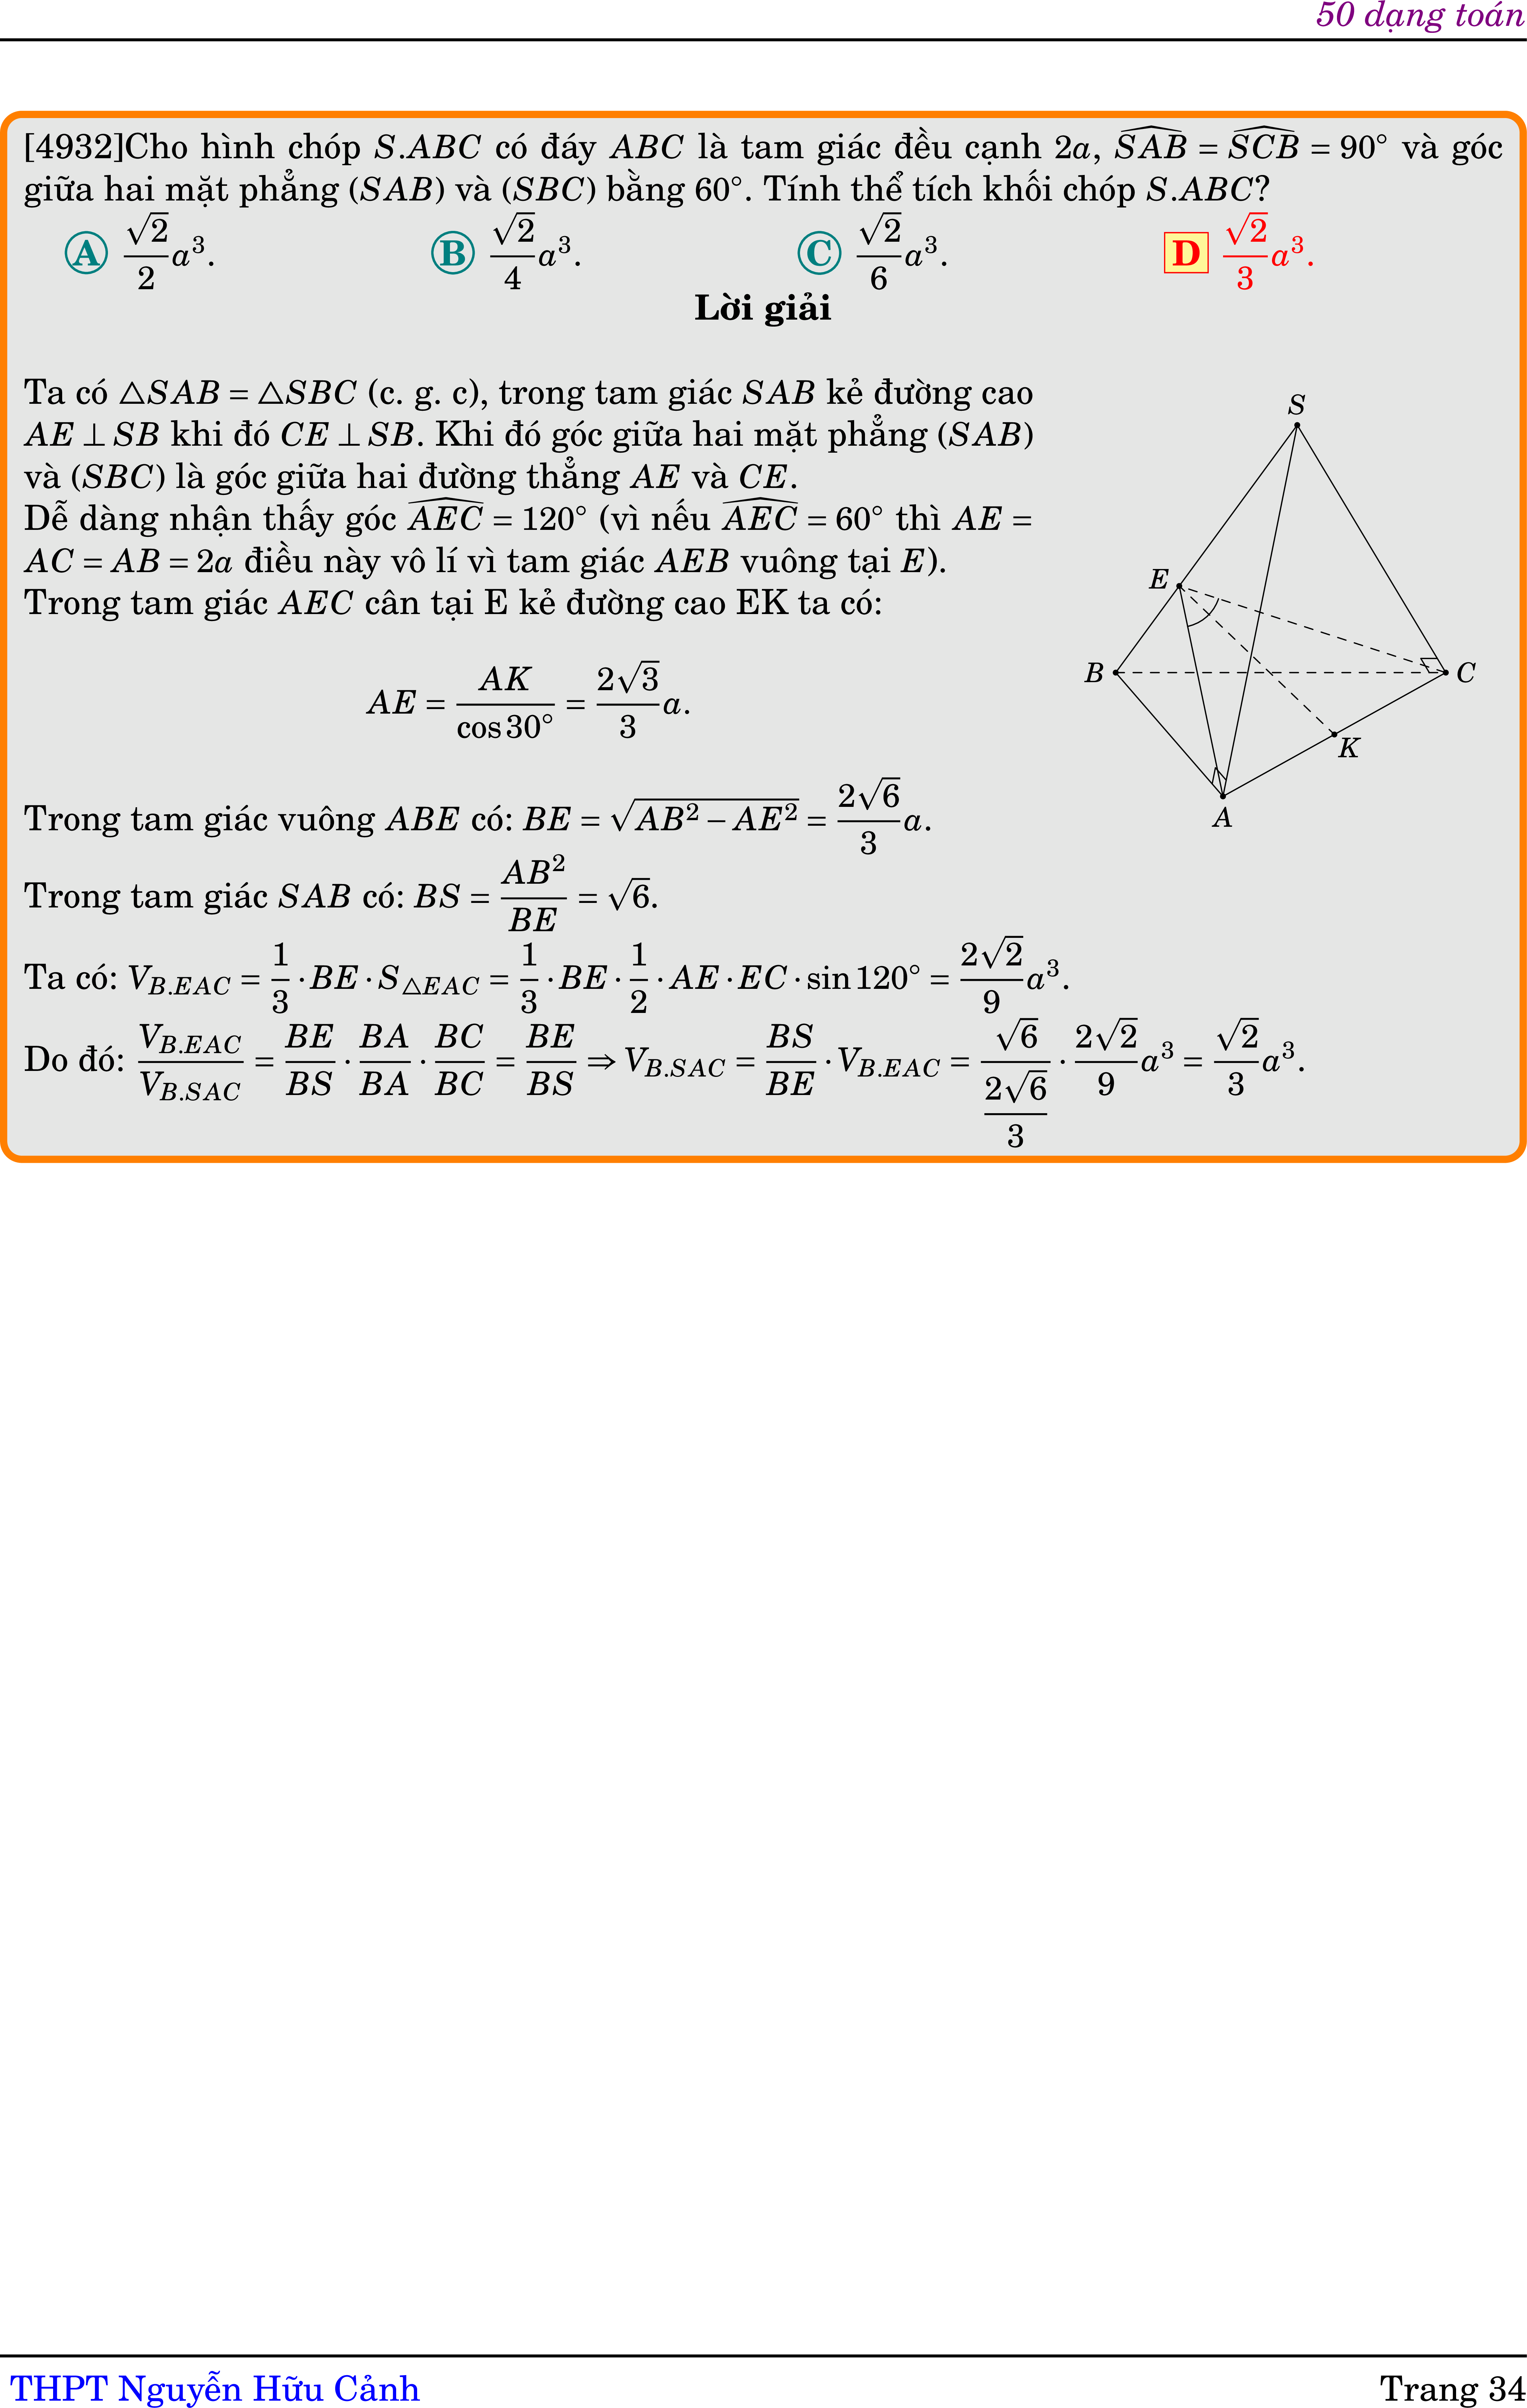 50 dạng toán
[4932]Cho hình chóp S.ABC có đáy ABC là tam giác đều cạnh 2a, $\widehat{SAB} = \widehat{SCB} = 90°$ và góc
giữa hai mặt phẳng (SAB) và (SBC) bằng 60°. Tính thể tích khối chóp S.ABC?
A $\frac{\sqrt{2}}{2}a^3$. B $\frac{\sqrt{2}}{4}a^3$. C $\frac{\sqrt{2}}{6}a^3$. D $\frac{\sqrt{2}}{3}a^3$.
Lời giải
Ta có △SAB = △SBC (c. g. c), trong tam giác SAB kẻ đường cao
AE ⊥ SB khi đó CE ⊥ SB. Khi đó góc giữa hai mặt phẳng (SAB)
và (SBC) là góc giữa hai đường thẳng AE và CE.
Dễ dàng nhận thấy góc $\widehat{AEC} = 120°$ (vì nếu $\widehat{AEC} = 60°$ thì AE =
AC = AB = 2a điều này vô lí vì tam giác AEB vuông tại E).
Trong tam giác AEC cân tại E kẻ đường cao EK ta có:
$AE = \frac{AK}{\cos 30°} = \frac{2\sqrt{3}}{3}a.$
Trong tam giác vuông ABE có: $BE = \sqrt{AB^2 - AE^2} = \frac{2\sqrt{6}}{3}a.$
Trong tam giác SAB có: $BS = \frac{AB^2}{BE} = \sqrt{6}.$
Ta có: $V_{B.EAC} = \frac{1}{3} \cdot BE \cdot S_{\triangle EAC} = \frac{1}{3} \cdot BE \cdot \frac{1}{2} \cdot AE \cdot EC \cdot \sin 120° = \frac{2\sqrt{2}}{9}a^3.$
Do đó: $\frac{V_{B.EAC}}{V_{B.SAC}} = \frac{BE}{BS} \cdot \frac{BA}{BA} \cdot \frac{BC}{BC} = \frac{BE}{BS} \Rightarrow V_{B.SAC} = \frac{BS}{BE} \cdot V_{B.EAC} = \frac{\sqrt{6}}{\frac{2\sqrt{6}}{3}} \cdot \frac{2\sqrt{2}}{9}a^3 = \frac{\sqrt{2}}{3}a^3.$
S
E
B
C
K
A
THPT Nguyễn Hữu Cảnh
Trang 34